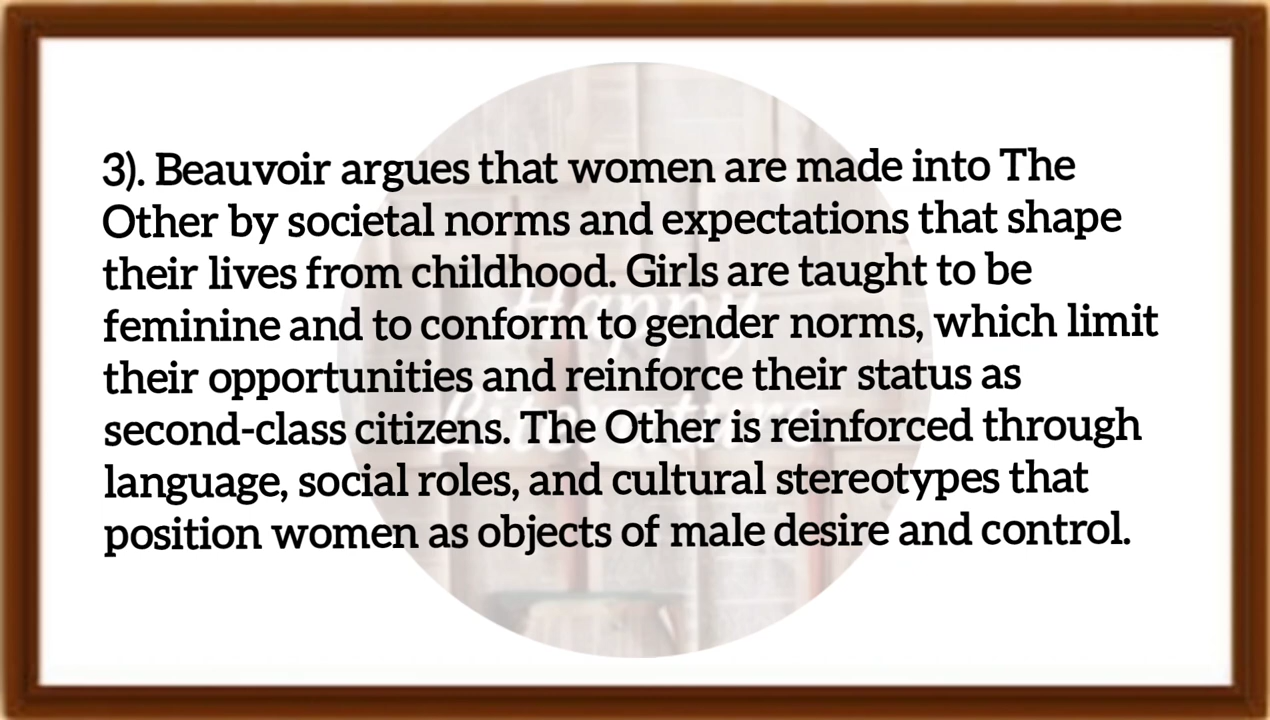 3). Beauvoir argues that women are made into The
Other by societal norms and expectations that shape
their lives from childhood. Girls are taught to be
feminine and to conform to gender norms, which limit
their opportunities and reinforce their status as
second-class citizens. The Other is reinforced through
language, social roles, and cultural stereotypes that
position women as objects of male desire and control.
Happy
Literature